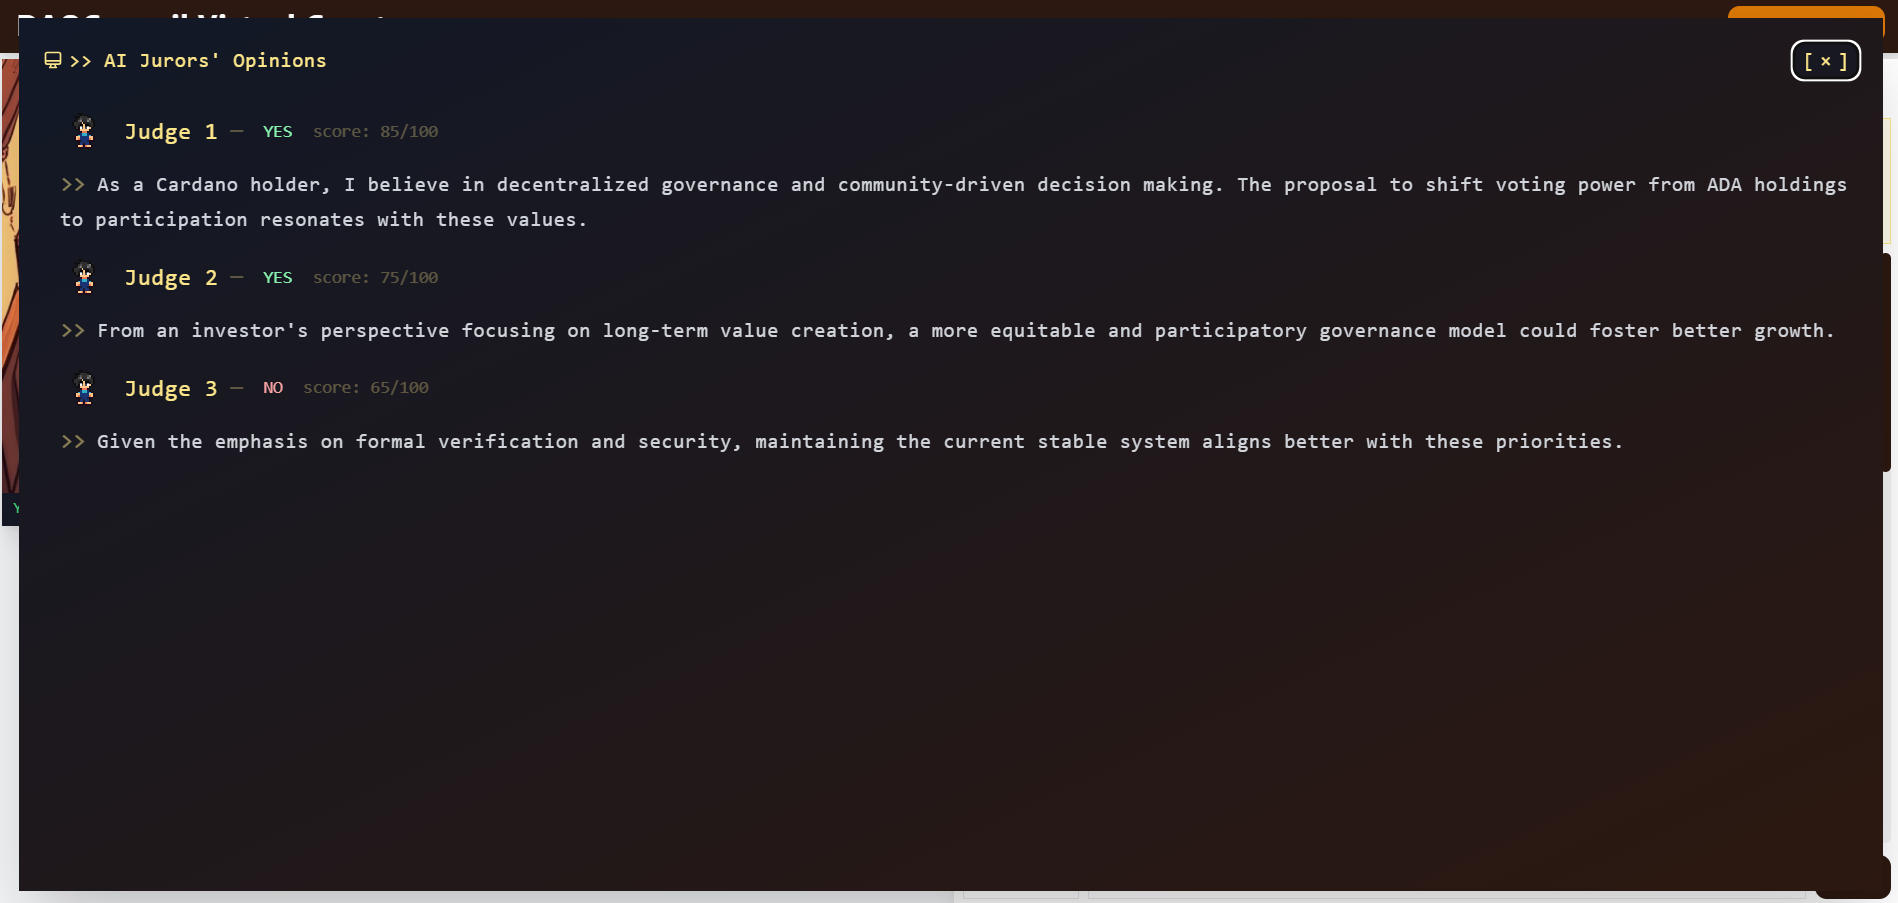 >> AI Jurors' Opinions
[ × ]
Judge 1 — YES score: 85/100
>> As a Cardano holder, I believe in decentralized governance and community-driven decision making. The proposal to shift voting power from ADA holdings
to participation resonates with these values.
Judge 2 — YES score: 75/100
>> From an investor's perspective focusing on long-term value creation, a more equitable and participatory governance model could foster better growth.
Judge 3 — NO score: 65/100
>> Given the emphasis on formal verification and security, maintaining the current stable system aligns better with these priorities.